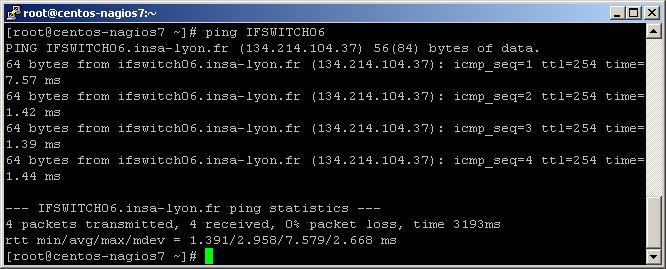 root@centos-nagios7:~
[root@centos-nagios7 ~]# ping IFSWITCH06
PING IFSWITCH06.insa-lyon.fr (134.214.104.37) 56(84) bytes of data.
64 bytes from ifswitch06.insa-lyon.fr (134.214.104.37): icmp_seq=1 ttl=254 time=
7.57 ms
64 bytes from ifswitch06.insa-lyon.fr (134.214.104.37): icmp_seq=2 ttl=254 time=
1.42 ms
64 bytes from ifswitch06.insa-lyon.fr (134.214.104.37): icmp_seq=3 ttl=254 time=
1.39 ms
64 bytes from ifswitch06.insa-lyon.fr (134.214.104.37): icmp_seq=4 ttl=254 time=
1.44 ms
--- IFSWITCH06.insa-lyon.fr ping statistics ---
4 packets transmitted, 4 received, 0% packet loss, time 3193ms
rtt min/avg/max/mdev = 1.391/2.958/7.579/2.668 ms
[root@centos-nagios7 ~]#